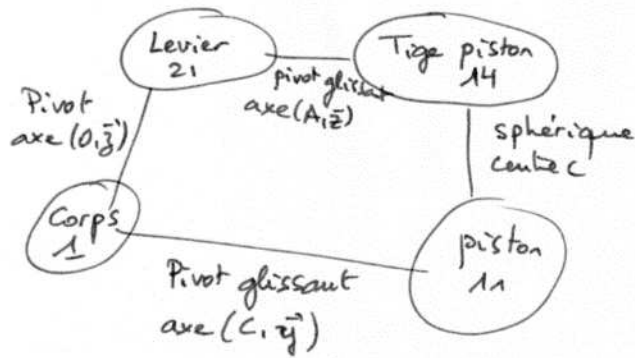 Levier
21
Tige piston
14
pivot glissant
axe (A, z⃗)
Pivot
axe (O, z⃗)
sphérique
centre C
Corps
1
piston
11
Pivot glissant
axe (C, y⃗)